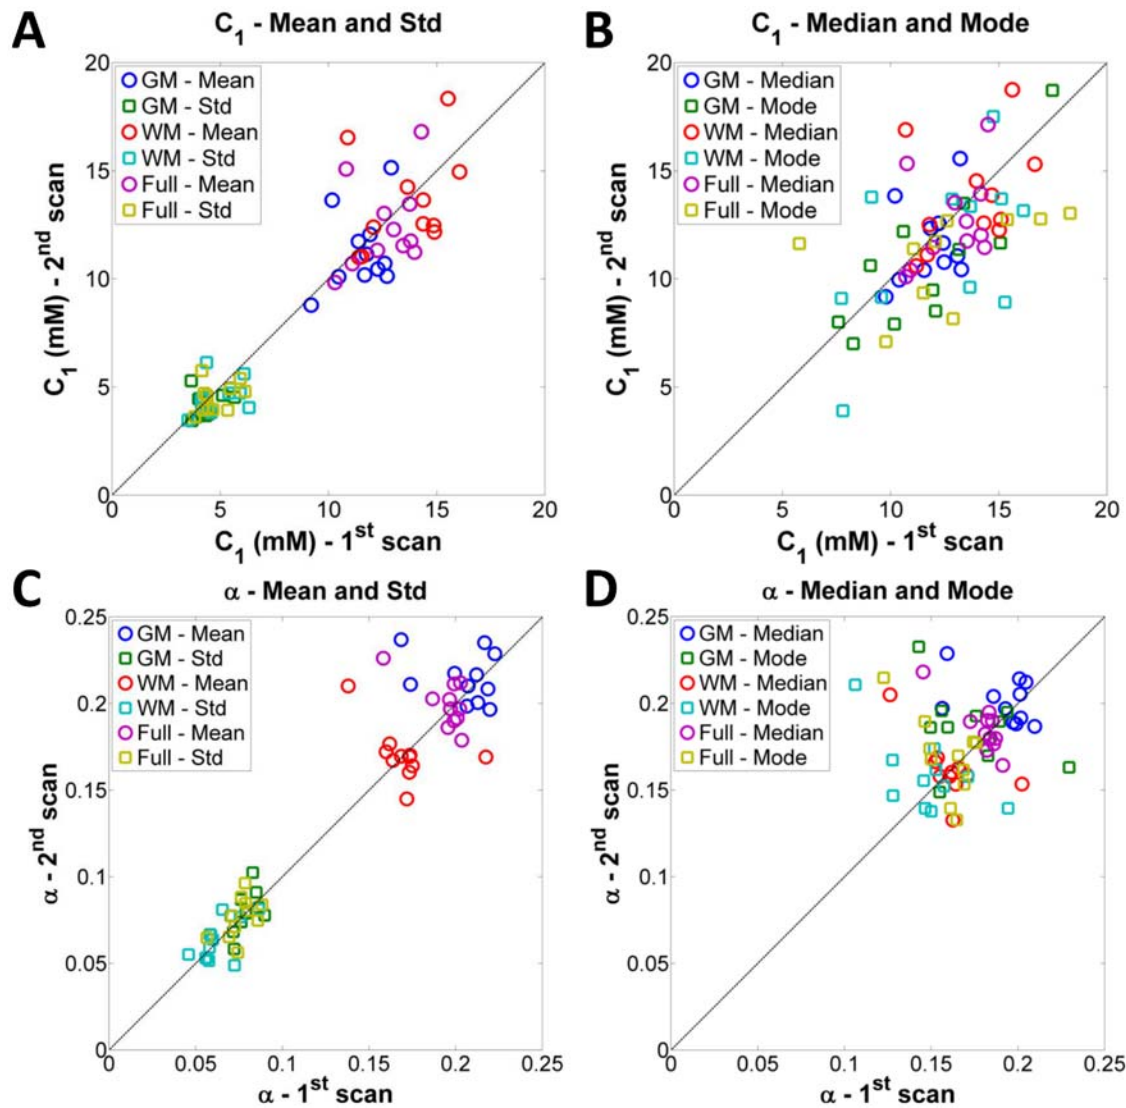 A
C1 - Mean and Std
20
15
10
5
0
0 5 10 15 20
GM - Mean
GM - Std
WM - Mean
WM - Std
Full - Mean
Full - Std
C1 (mM) - 2nd scan
C1 (mM) - 1st scan
B
C1 - Median and Mode
20
15
10
5
0
0 5 10 15 20
GM - Median
GM - Mode
WM - Median
WM - Mode
Full - Median
Full - Mode
C1 (mM) - 2nd scan
C1 (mM) - 1st scan
C
α - Mean and Std
0.25
0.2
0.15
0.1
0.05
0
0 0.05 0.1 0.15 0.2 0.25
GM - Mean
GM - Std
WM - Mean
WM - Std
Full - Mean
Full - Std
α - 2nd scan
α - 1st scan
D
α - Median and Mode
0.25
0.2
0.15
0.1
0.05
0
0 0.05 0.1 0.15 0.2 0.25
GM - Median
GM - Mode
WM - Median
WM - Mode
Full - Median
Full - Mode
α - 2nd scan
α - 1st scan